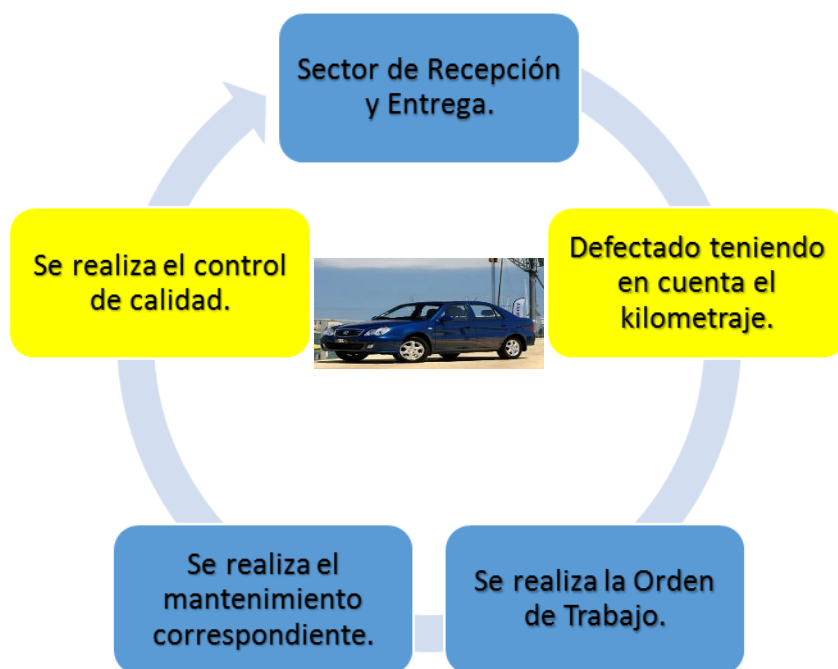 Sector de Recepción
y Entrega.
Defectado teniendo
en cuenta el
kilometraje.
Se realiza la Orden
de Trabajo.
Se realiza el
mantenimiento
correspondiente.
Se realiza el control
de calidad.